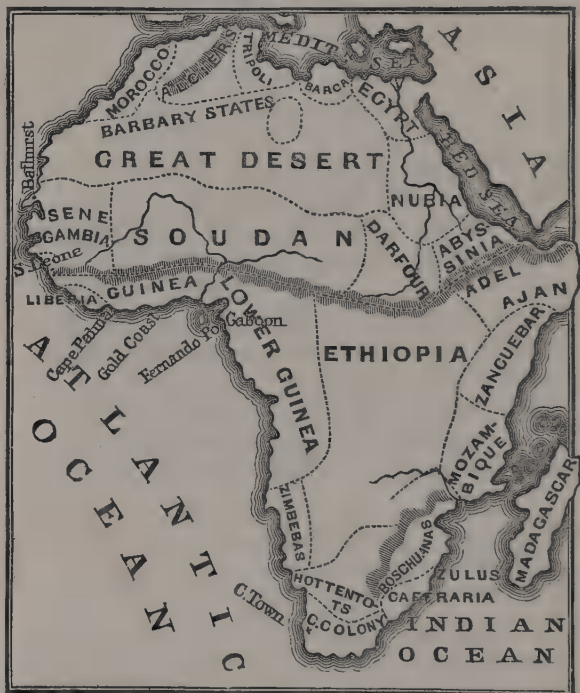 ASIA
MEDIT
SEA
MOROCCO
ALGIERS
TRIPOLI
BARCA
EGYPT
BARBARY STATES
Bathurst
GREAT DESERT
RED SEA
NUBIA
SENE
GAMBIA
SOUDAN
DARFOUR
ABYS-
SINIA
ADEL
S. Leone
LIBERIA
GUINEA
AJAN
Cape Palmas
Gold Coast
Fernando Po
Gaboon
LOWER GUINEA
ETHIOPIA
ZANGUEBAR
MOZAM-
BIQUE
MADAGASCAR
ATLANTIC
OCEAN
ZIMBEBAS
BOSCHUANAS
HOTTENTO-
TS
ZULUS
CAFFRARIA
C. Town
C. COLONY
INDIAN
OCEAN